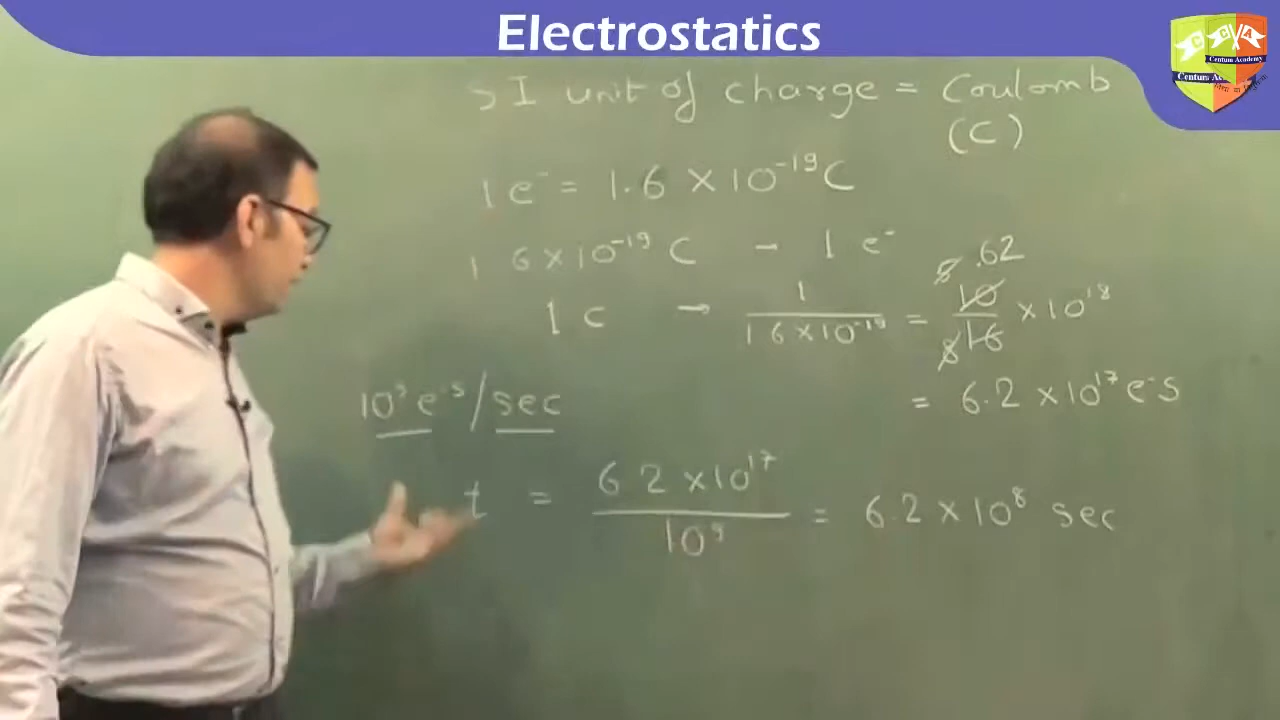 Electrostatics
Centum Academy
SI unit of charge = Coulomb
(C)
1 e⁻ = 1.6 × 10⁻¹⁹ C
1 6 × 10⁻¹⁹ C – 1 e⁻
1 C – 1 / 1 6 × 10⁻¹⁹ = 10 / 16 × 10¹⁸
5 .62
8
= 6.2 × 10¹⁷ e⁻s
10⁹ e⁻s / sec
t = 6 2 × 10¹⁷ / 10⁹ = 6.2 × 10⁸ sec